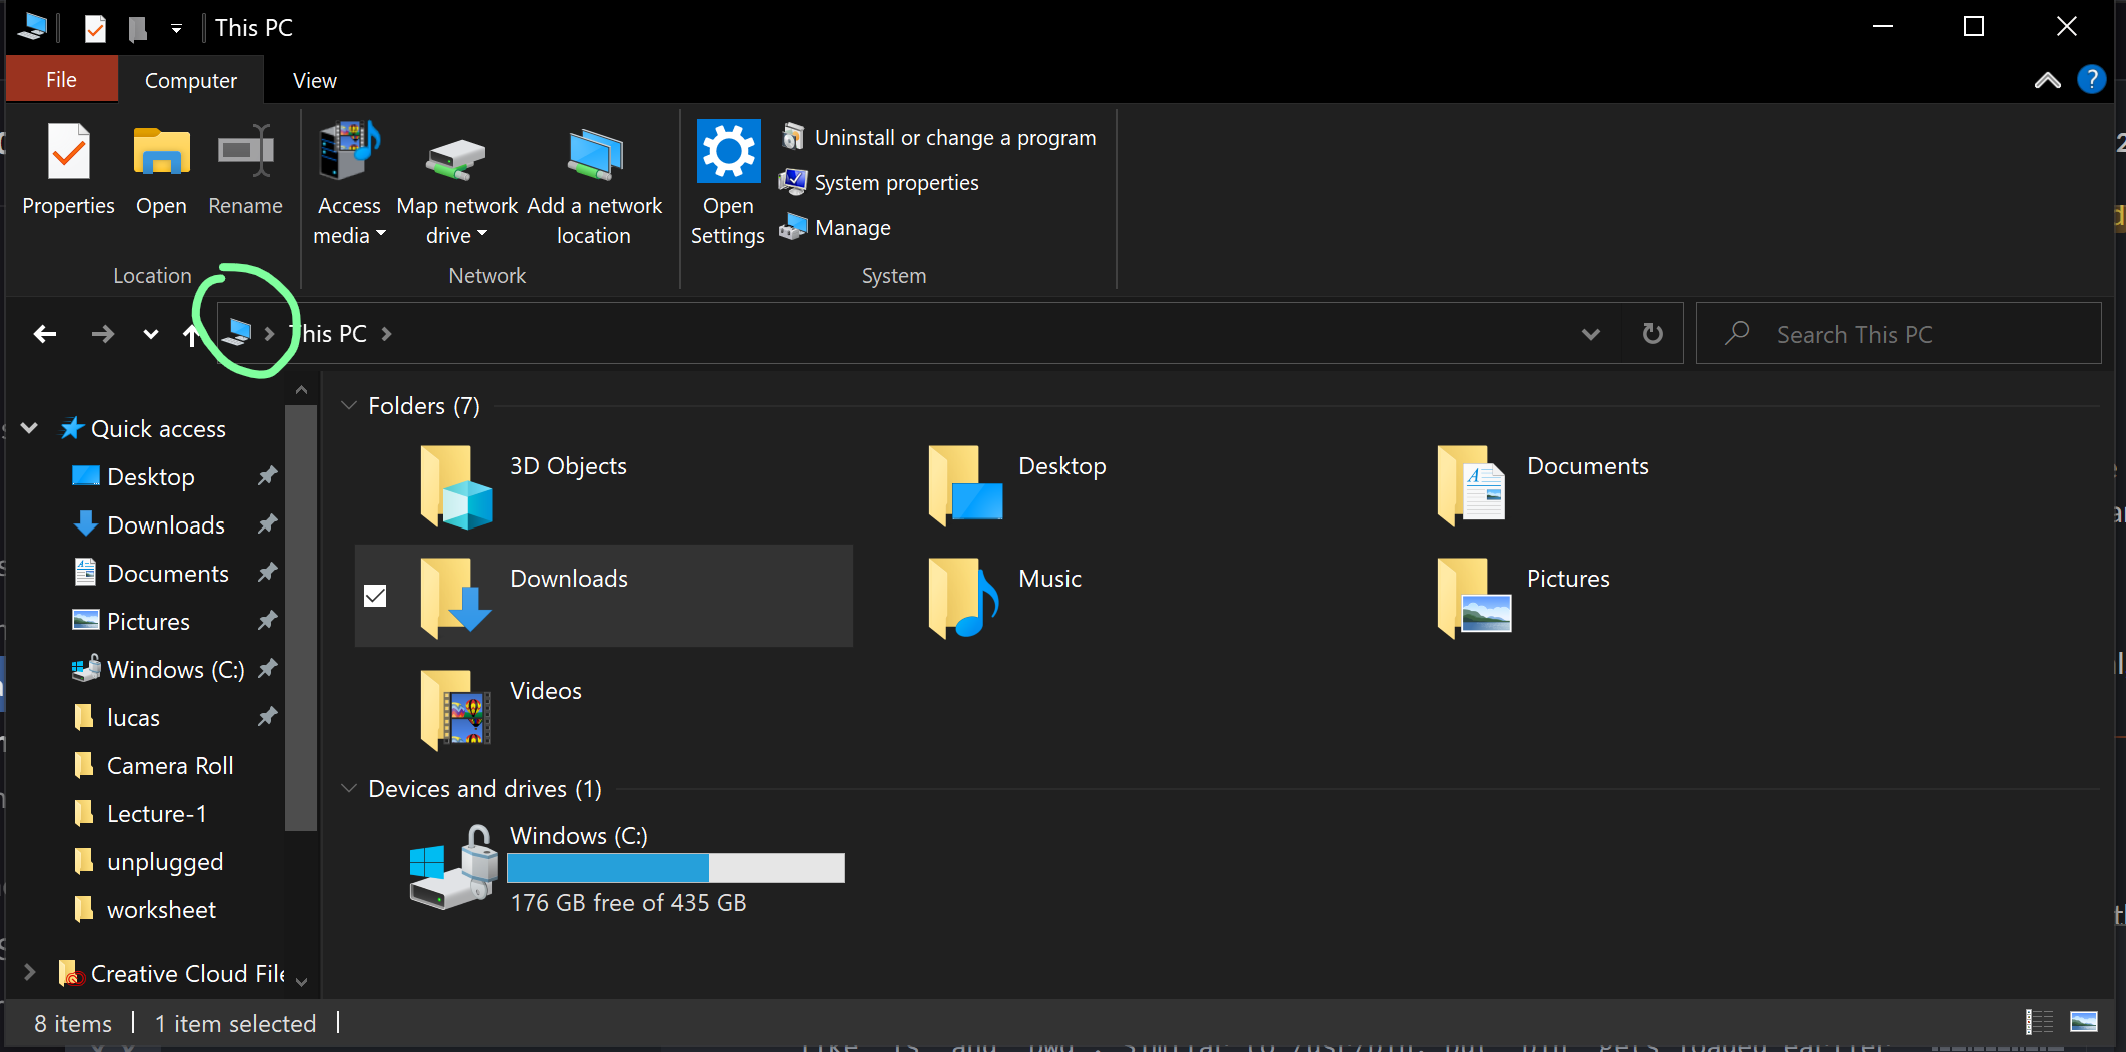 This PC
File Computer View
Properties Open Rename Access media Map network drive Add a network location Open Settings Uninstall or change a program
System properties
Manage
Location Network System
This PC Search This PC
Quick access
Desktop
Downloads
Documents
Pictures
Windows (C:)
lucas
Camera Roll
Lecture-1
unplugged
worksheet
Creative Cloud File
Folders (7)
3D Objects Desktop Documents
Downloads Music Pictures
Videos
Devices and drives (1)
Windows (C:)
176 GB free of 435 GB
8 items 1 item selected